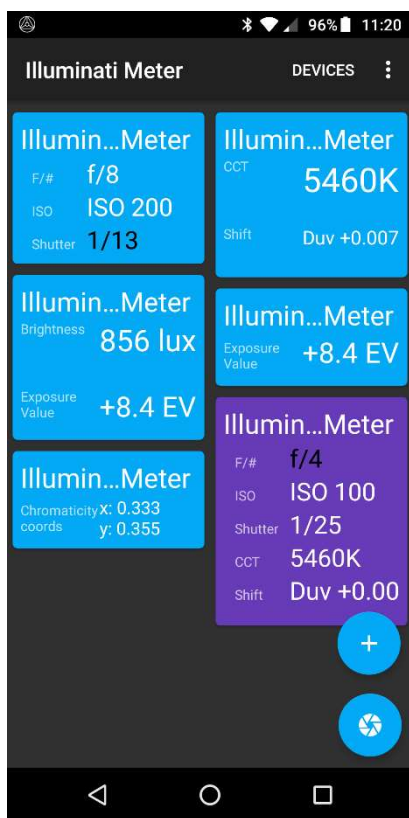 96% 11:20
Illuminati Meter DEVICES
Illumin...Meter
F/# f/8
ISO ISO 200
Shutter 1/13
Illumin...Meter
CCT 5460K
Shift Duv +0.007
Illumin...Meter
Brightness 856 lux
Exposure
Value +8.4 EV
Illumin...Meter
Exposure
Value +8.4 EV
Illumin...Meter
Chromaticity x: 0.333
coords y: 0.355
Illumin...Meter
F/# f/4
ISO ISO 100
Shutter 1/25
CCT 5460K
Shift Duv +0.00
+